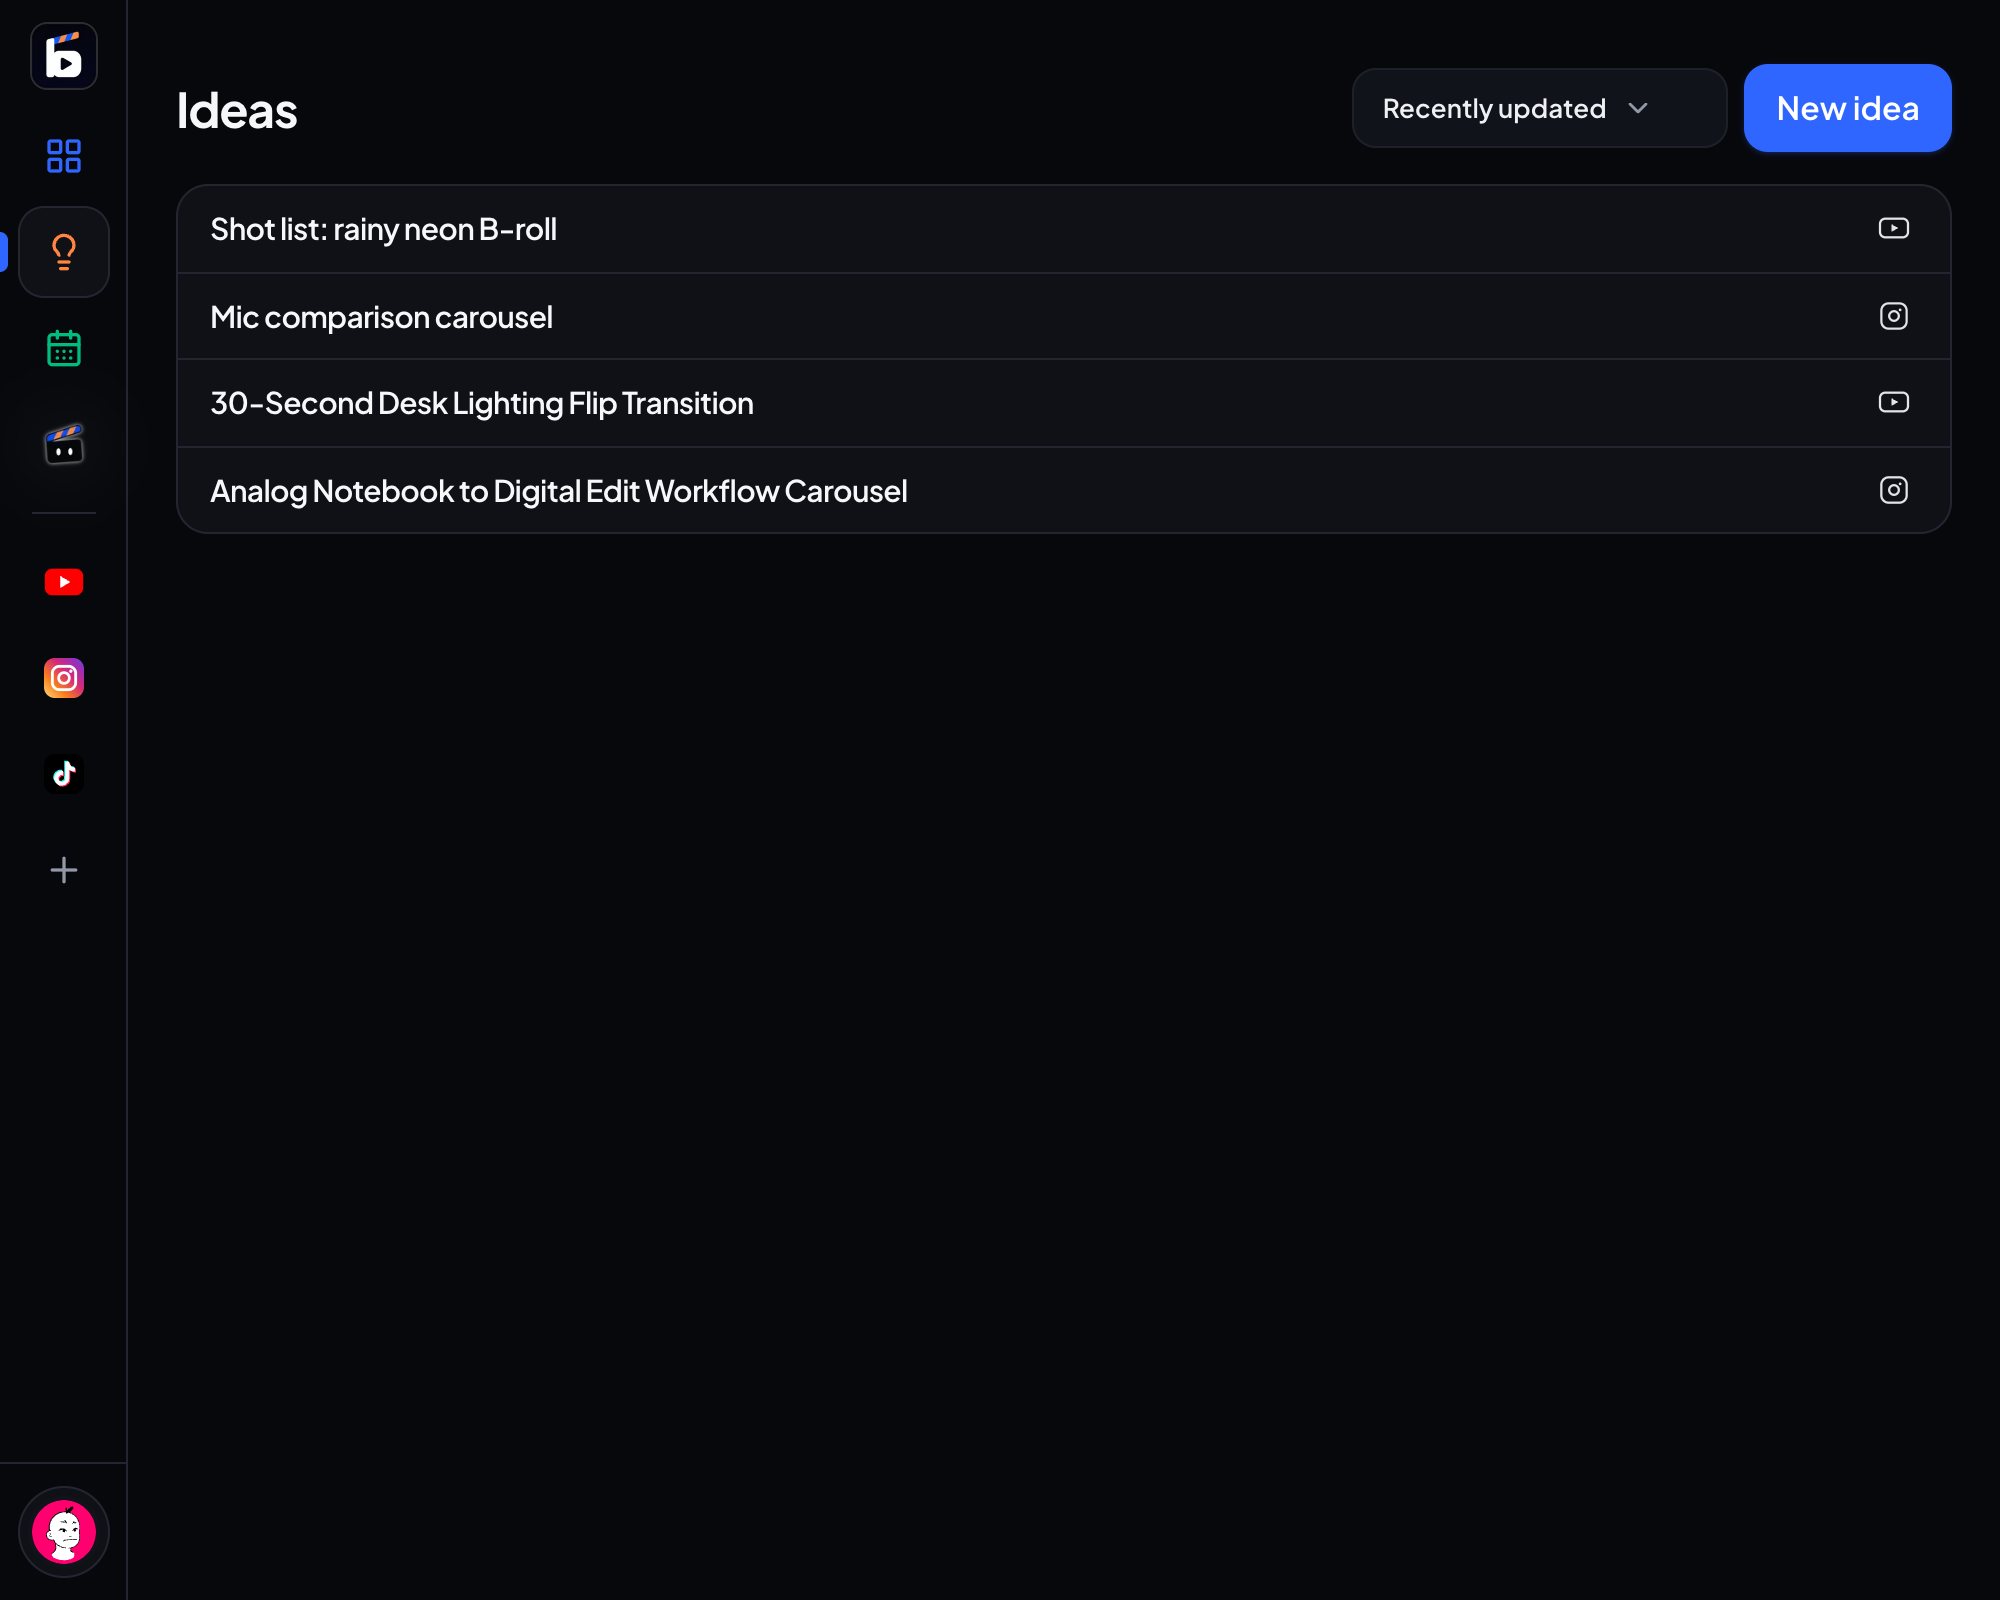 Ideas
Recently updated
New idea
Shot list: rainy neon B-roll
Mic comparison carousel
30-Second Desk Lighting Flip Transition
Analog Notebook to Digital Edit Workflow Carousel